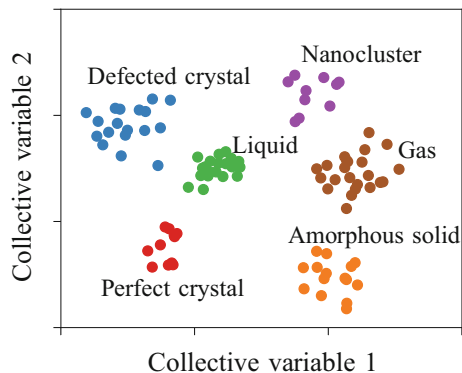 Nanocluster
Defected crystal
Liquid
Gas
Amorphous solid
Perfect crystal
Collective variable 2
Collective variable 1